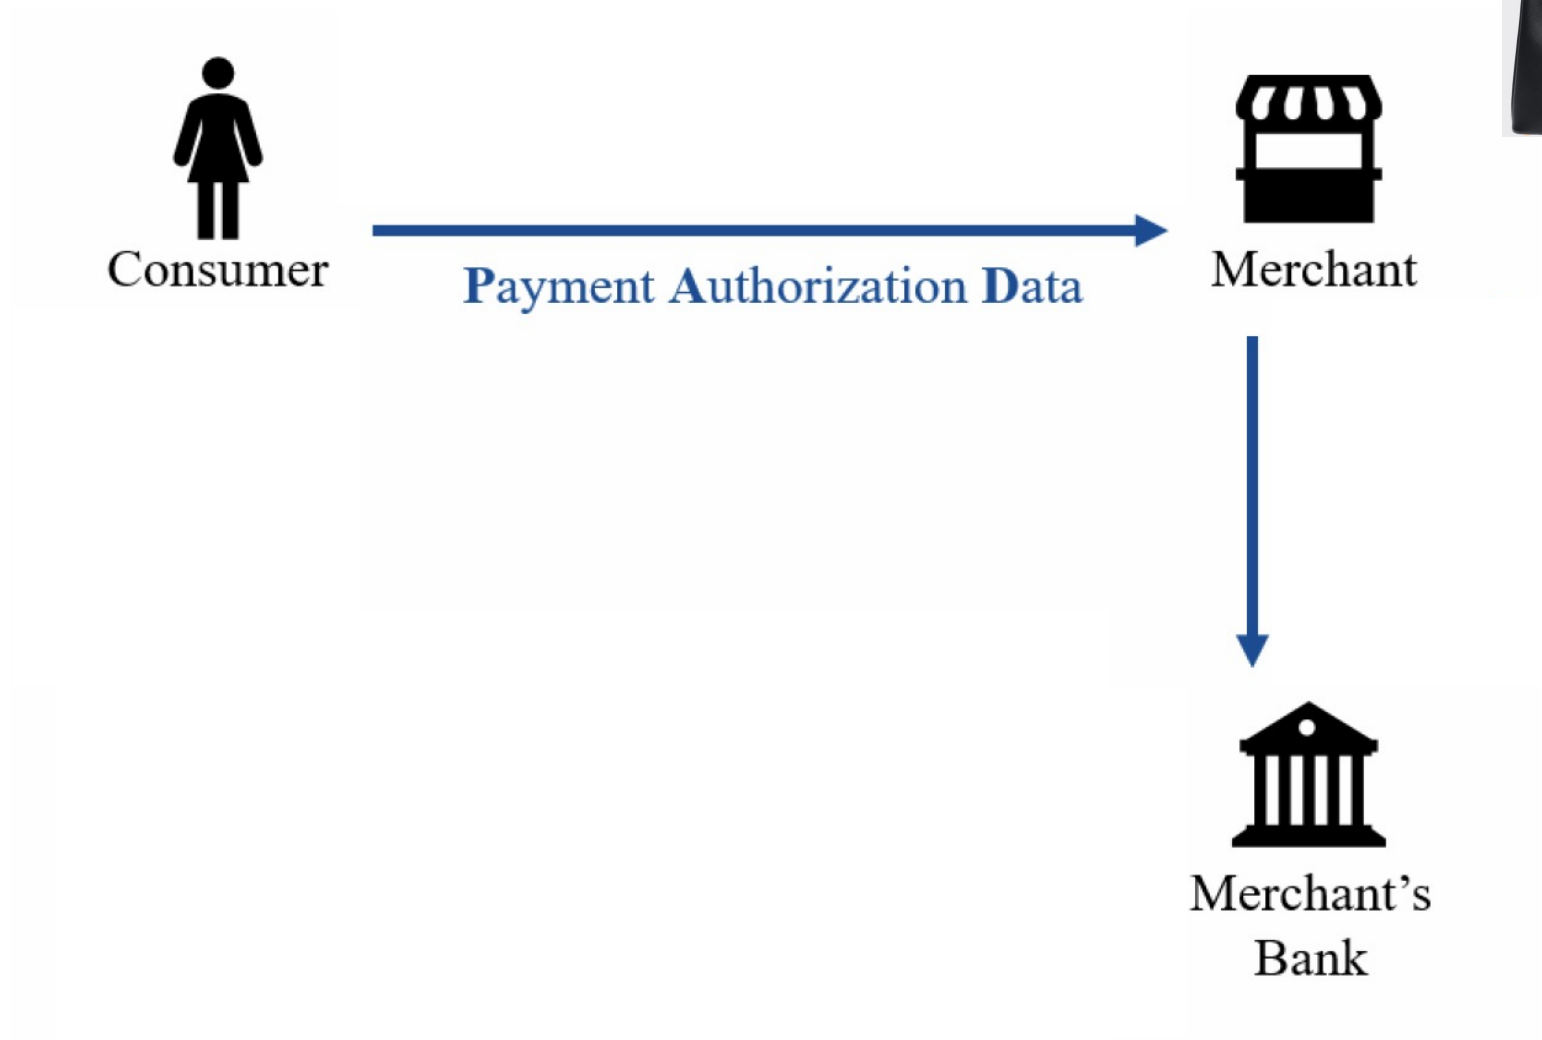 Consumer
Payment Authorization Data
Merchant
Merchant’s
Bank